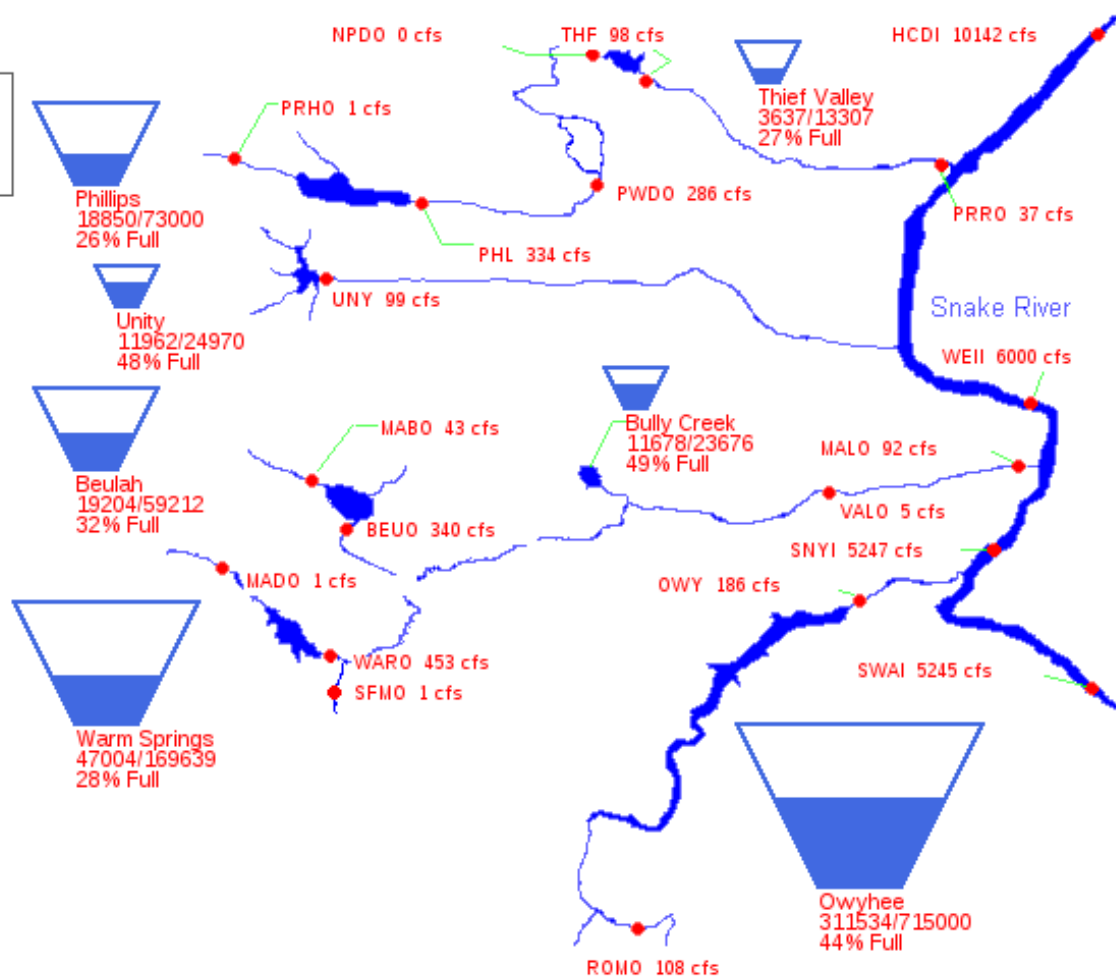 NPDO 0 cfs
THF 98 cfs
HCDI 10142 cfs
Thief Valley
3637/13307
27% Full
PRHO 1 cfs
Phillips
18850/73000
26% Full
PWDO 286 cfs
PRRO 37 cfs
PHL 334 cfs
UNY 99 cfs
Snake River
Unity
11962/24970
48% Full
WEII 6000 cfs
Bully Creek
11678/23676
49% Full
MABO 43 cfs
MALO 92 cfs
Beulah
19204/59212
32% Full
VALO 5 cfs
BEUO 340 cfs
SNYI 5247 cfs
MADO 1 cfs
OWY 186 cfs
WARO 453 cfs
SWAI 5245 cfs
SFMO 1 cfs
Warm Springs
47004/169639
28% Full
Owyhee
311534/715000
44% Full
ROMO 108 cfs